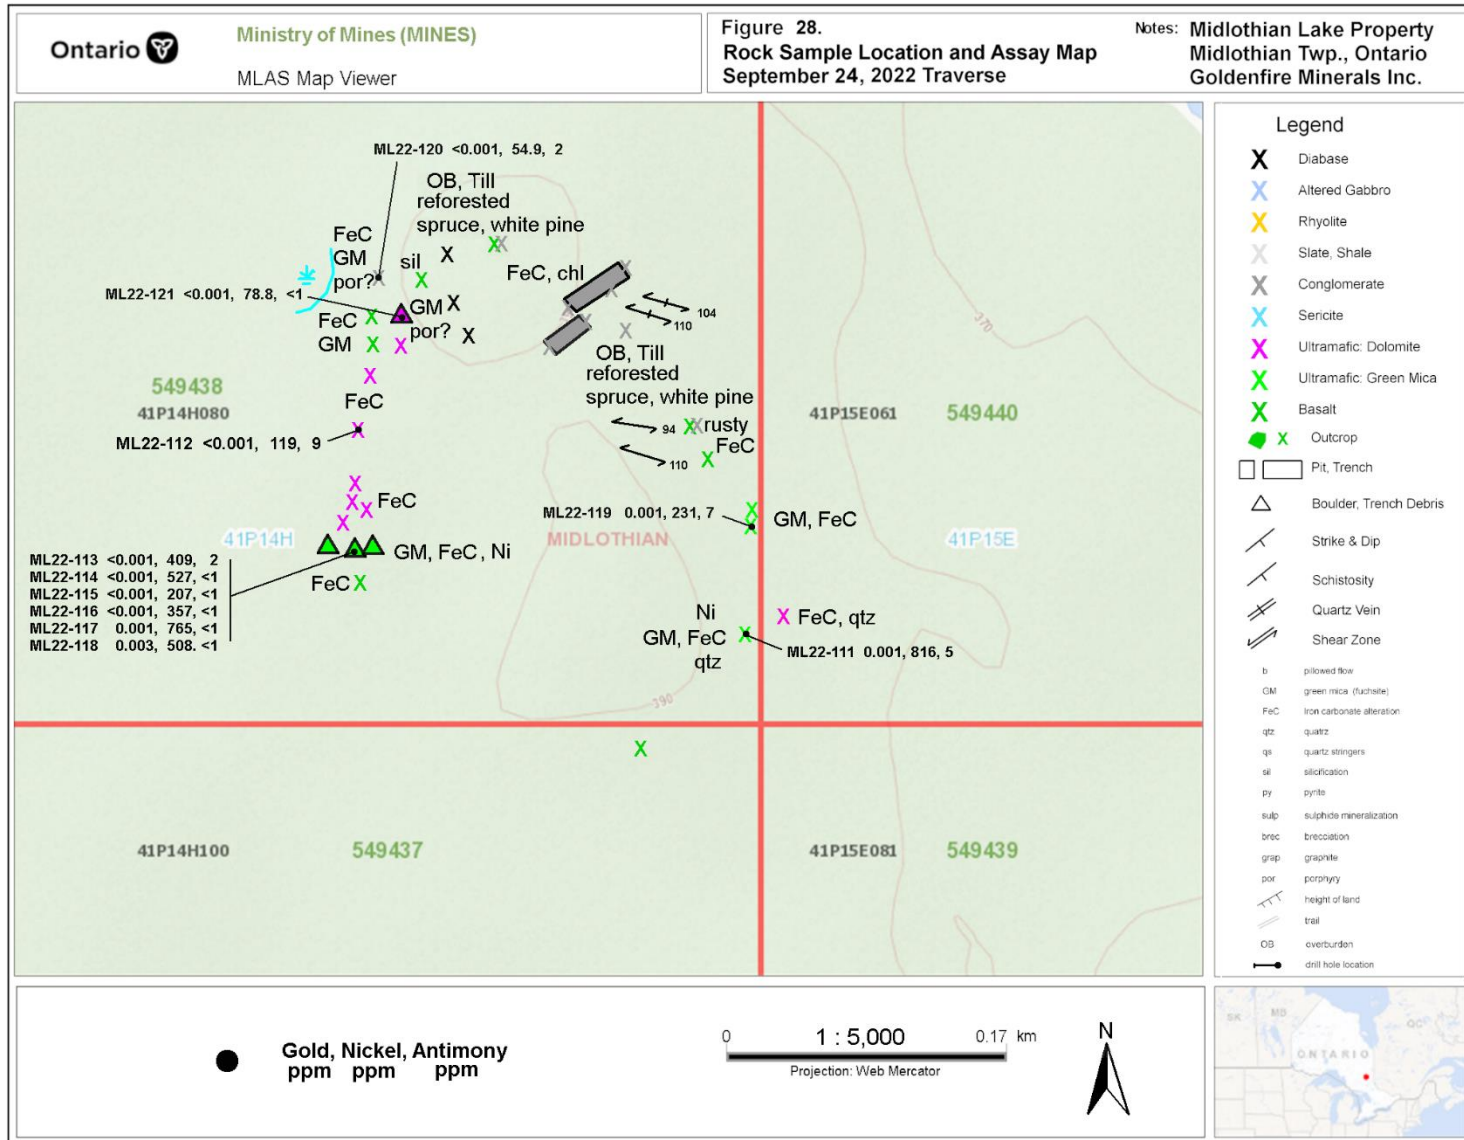 Ontario
Ministry of Mines (MINES)
MLAS Map Viewer
Figure 28.
Rock Sample Location and Assay Map
September 24, 2022 Traverse
Notes: Midlothian Lake Property
Midlothian Twp., Ontario
Goldenfire Minerals Inc.
ML22-120 <0.001, 54.9, 2
OB, Till
reforested
spruce, white pine
FeC
GM
por?
sil
FeC, chl
ML22-121 <0.001, 78.8, <1
GM
por?
FeC
GM
104
110
OB, Till
reforested
spruce, white pine
549438
41P14H080
FeC
370
41P15E061
549440
ML22-112 <0.001, 119, 9
94
rusty
FeC
110
FeC
ML22-119 0.001, 231, 7
GM, FeC
41P14H
MIDLOTHIAN
41P15E
ML22-113 <0.001, 409, 2
ML22-114 <0.001, 527, <1
ML22-115 <0.001, 207, <1
ML22-116 <0.001, 357, <1
ML22-117 0.001, 765, <1
ML22-118 0.003, 508. <1
GM, FeC, Ni
FeC
Ni
GM, FeC
qtz
FeC, qtz
ML22-111 0.001, 816, 5
390
41P14H100
549437
41P15E081
549439
Legend
Diabase
Altered Gabbro
Rhyolite
Slate, Shale
Conglomerate
Sericite
Ultramafic: Dolomite
Ultramafic: Green Mica
Basalt
Outcrop
Pit, Trench
Boulder, Trench Debris
Strike & Dip
Schistosity
Quartz Vein
Shear Zone
b pillowed flow
GM green mica (fuchsite)
FeC Iron carbonate alteration
qtz quatrz
qs quartz stringers
sil silicification
py pyrite
sulp sulphide mineralization
brec brecciation
grap graphite
por porphyry
height of land
trail
OB overburden
drill hole location
Gold, Nickel, Antimony
ppm ppm ppm
0 1 : 5,000 0.17 km
Projection: Web Mercator
N
SK
MB
QC
ONTARIO